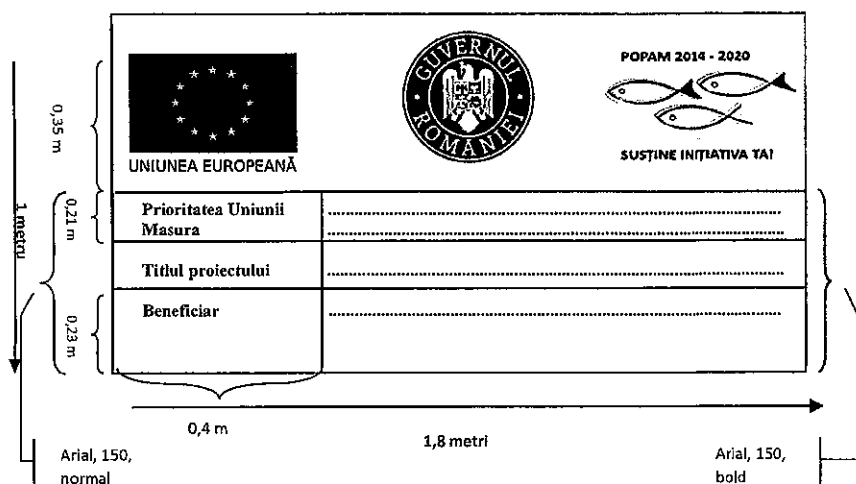 POPAM 2014 - 2020
GUVERNUL ROMÂNIEI
UNIUNEA EUROPEANĂ
SUSȚINE INIȚIATIVA TA!
0,35 m
1 metru
0,21 m
Prioritatea Uniunii
Masura
Titlul proiectului
Beneficiar
0,23 m
0,4 m
1,8 metri
Arial, 150,
normal
Arial, 150,
bold